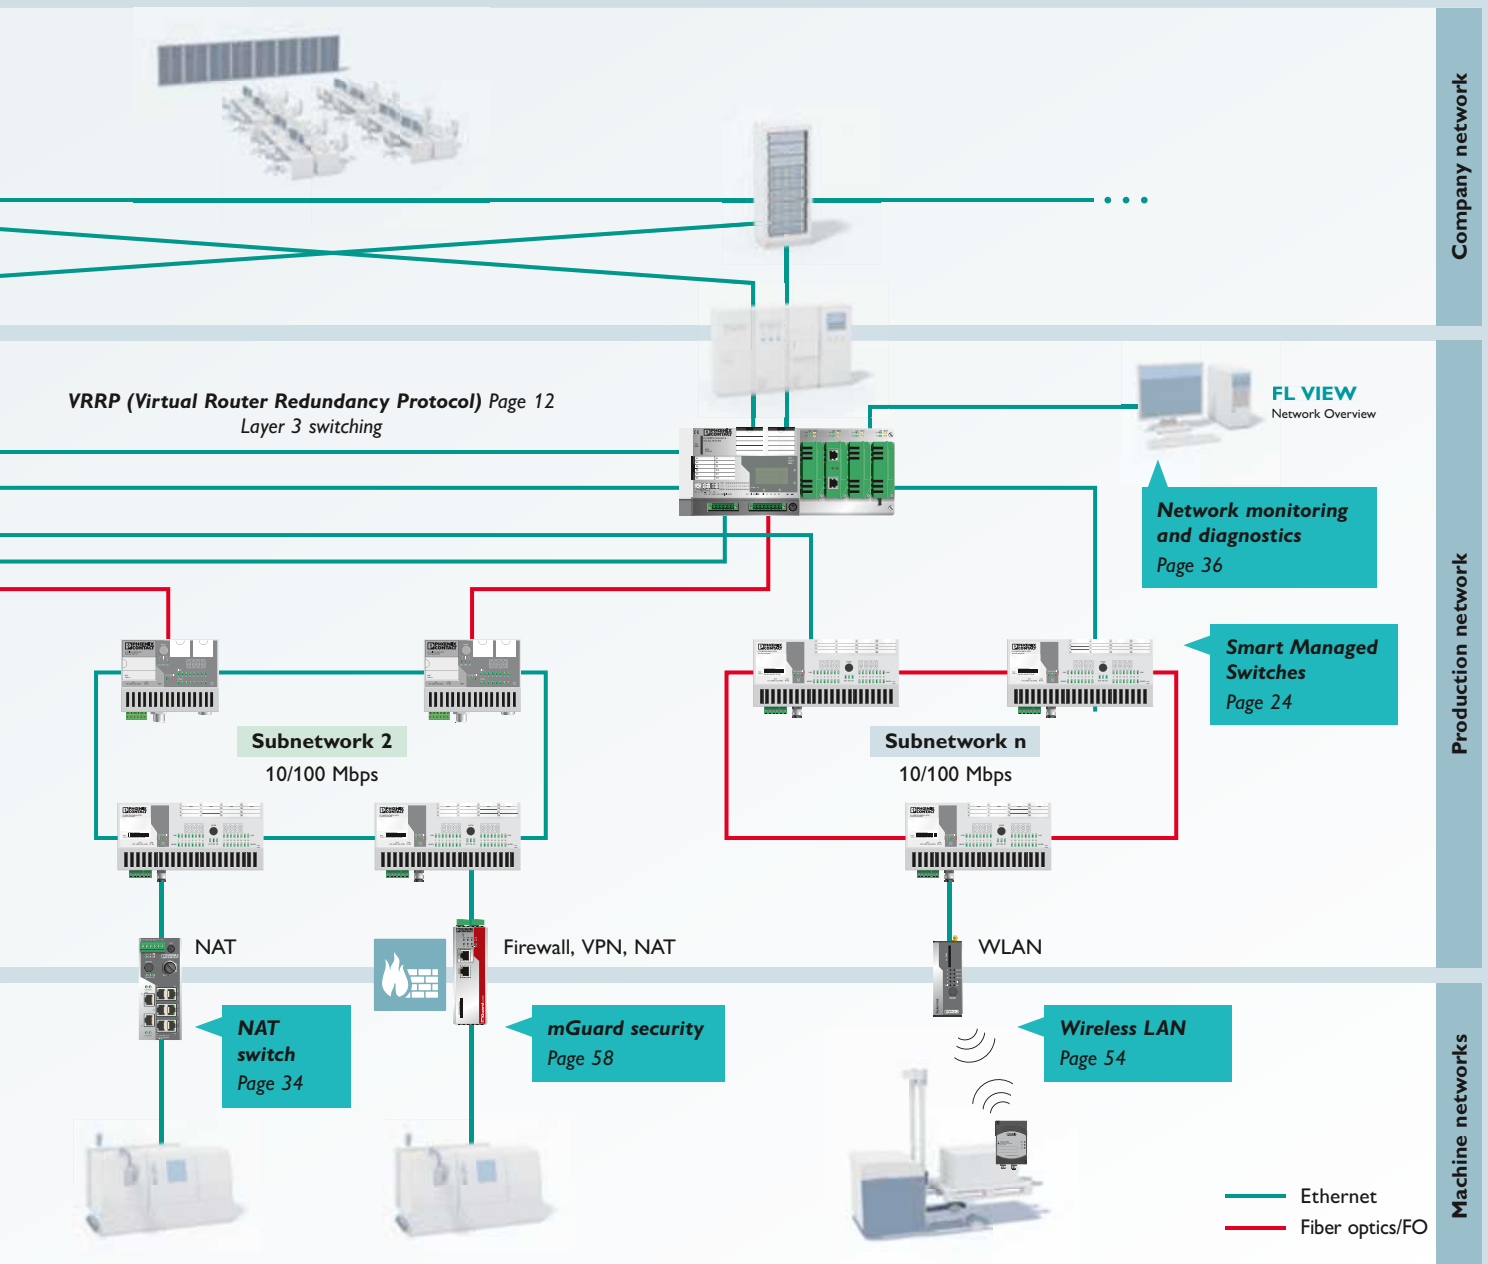 Company network
VRRP (Virtual Router Redundancy Protocol) Page 12
Layer 3 switching
FL VIEW
Network Overview
Network monitoring
and diagnostics
Page 36
Production network
Smart Managed
Switches
Page 24
Subnetwork 2
10/100 Mbps
Subnetwork n
10/100 Mbps
NAT
Firewall, VPN, NAT
WLAN
NAT
switch
Page 34
mGuard security
Page 58
Wireless LAN
Page 54
Machine networks
Ethernet
Fiber optics/FO